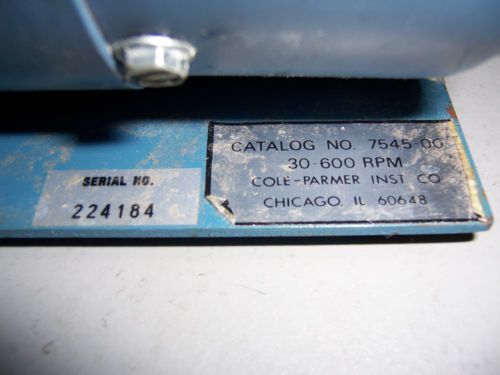 CATALOG NO. 7545-00
30-600 RPM
COLE-PARMER INST. CO
CHICAGO, IL 60648
SERIAL NO.
224184